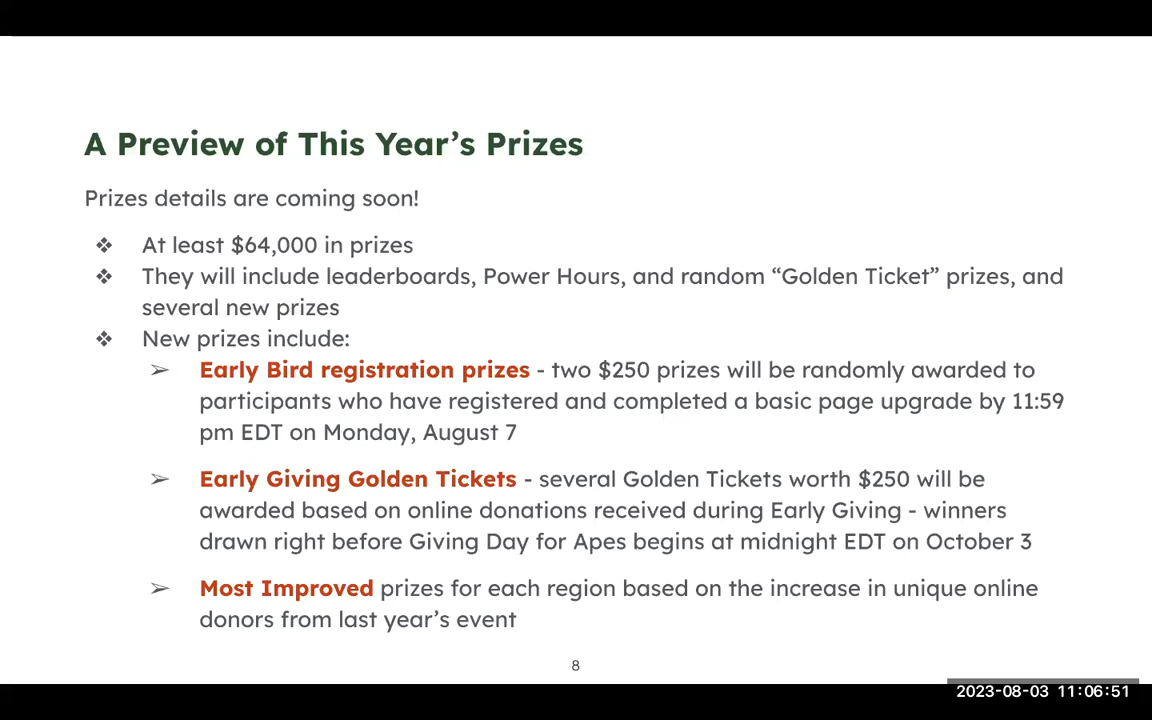 A Preview of This Year’s Prizes
Prizes details are coming soon!
❖ At least $64,000 in prizes
❖ They will include leaderboards, Power Hours, and random “Golden Ticket” prizes, and
several new prizes
❖ New prizes include:
➢ Early Bird registration prizes - two $250 prizes will be randomly awarded to
participants who have registered and completed a basic page upgrade by 11:59
pm EDT on Monday, August 7
➢ Early Giving Golden Tickets - several Golden Tickets worth $250 will be
awarded based on online donations received during Early Giving - winners
drawn right before Giving Day for Apes begins at midnight EDT on October 3
➢ Most Improved prizes for each region based on the increase in unique online
donors from last year’s event
8
2023-08-03 11:06:51